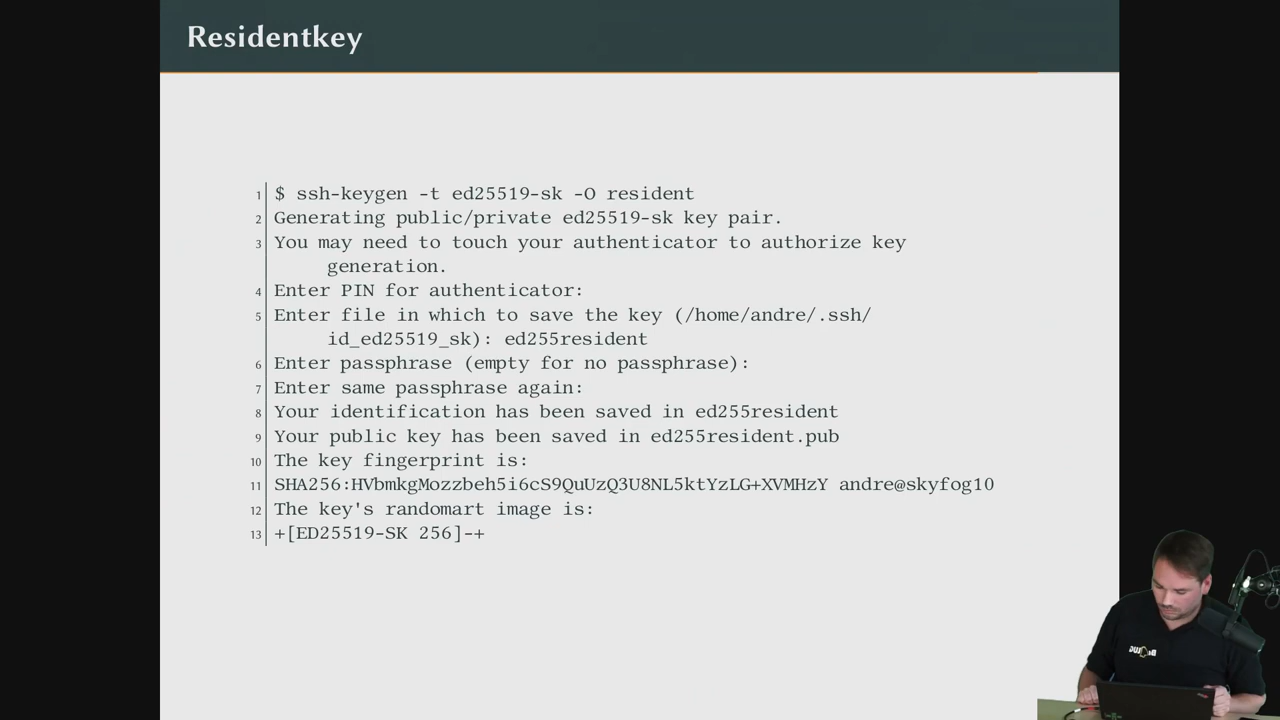 Residentkey
1 $ ssh-keygen -t ed25519-sk -O resident
2 Generating public/private ed25519-sk key pair.
3 You may need to touch your authenticator to authorize key
generation.
4 Enter PIN for authenticator:
5 Enter file in which to save the key (/home/andre/.ssh/
id_ed25519_sk): ed255resident
6 Enter passphrase (empty for no passphrase):
7 Enter same passphrase again:
8 Your identification has been saved in ed255resident
9 Your public key has been saved in ed255resident.pub
10 The key fingerprint is:
11 SHA256:HVbmkgMozzbeh5i6cS9QuUzQ3U8NL5ktYzLG+XVMHzY andre@skyfog10
12 The key's randomart image is:
13 +[ED25519-SK 256]-+